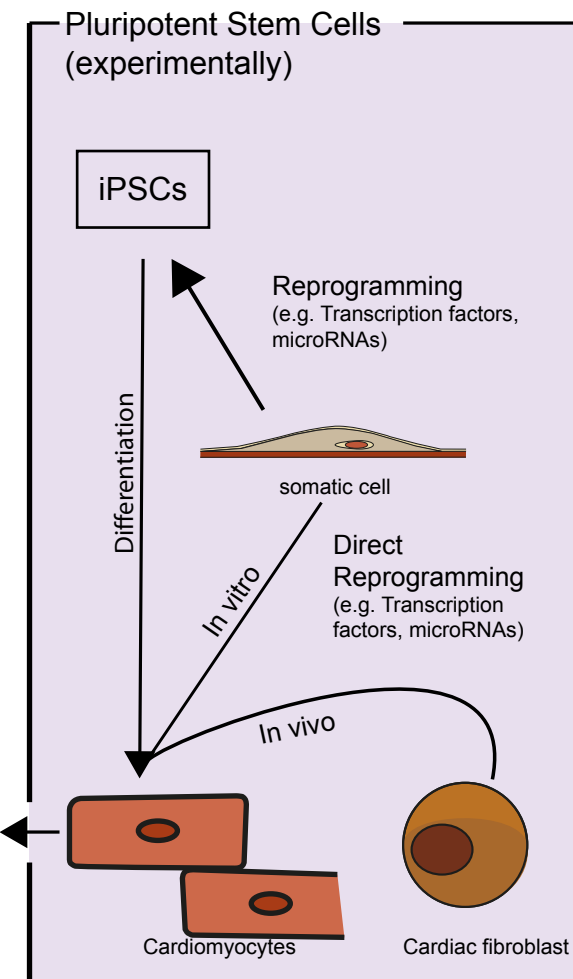 Pluripotent Stem Cells
(experimentally)
iPSCs
Reprogramming
(e.g. Transcription factors,
microRNAs)
Differentiation
somatic cell
In vitro
Direct
Reprogramming
(e.g. Transcription
factors, microRNAs)
In vivo
Cardiomyocytes
Cardiac fibroblast